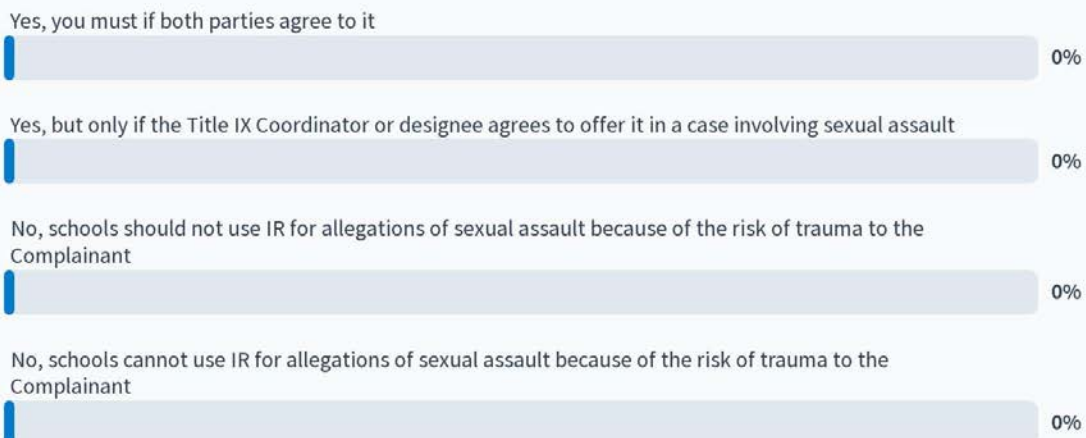 Yes, you must if both parties agree to it
0%
Yes, but only if the Title IX Coordinator or designee agrees to offer it in a case involving sexual assault
0%
No, schools should not use IR for allegations of sexual assault because of the risk of trauma to the
Complainant
0%
No, schools cannot use IR for allegations of sexual assault because of the risk of trauma to the
Complainant
0%